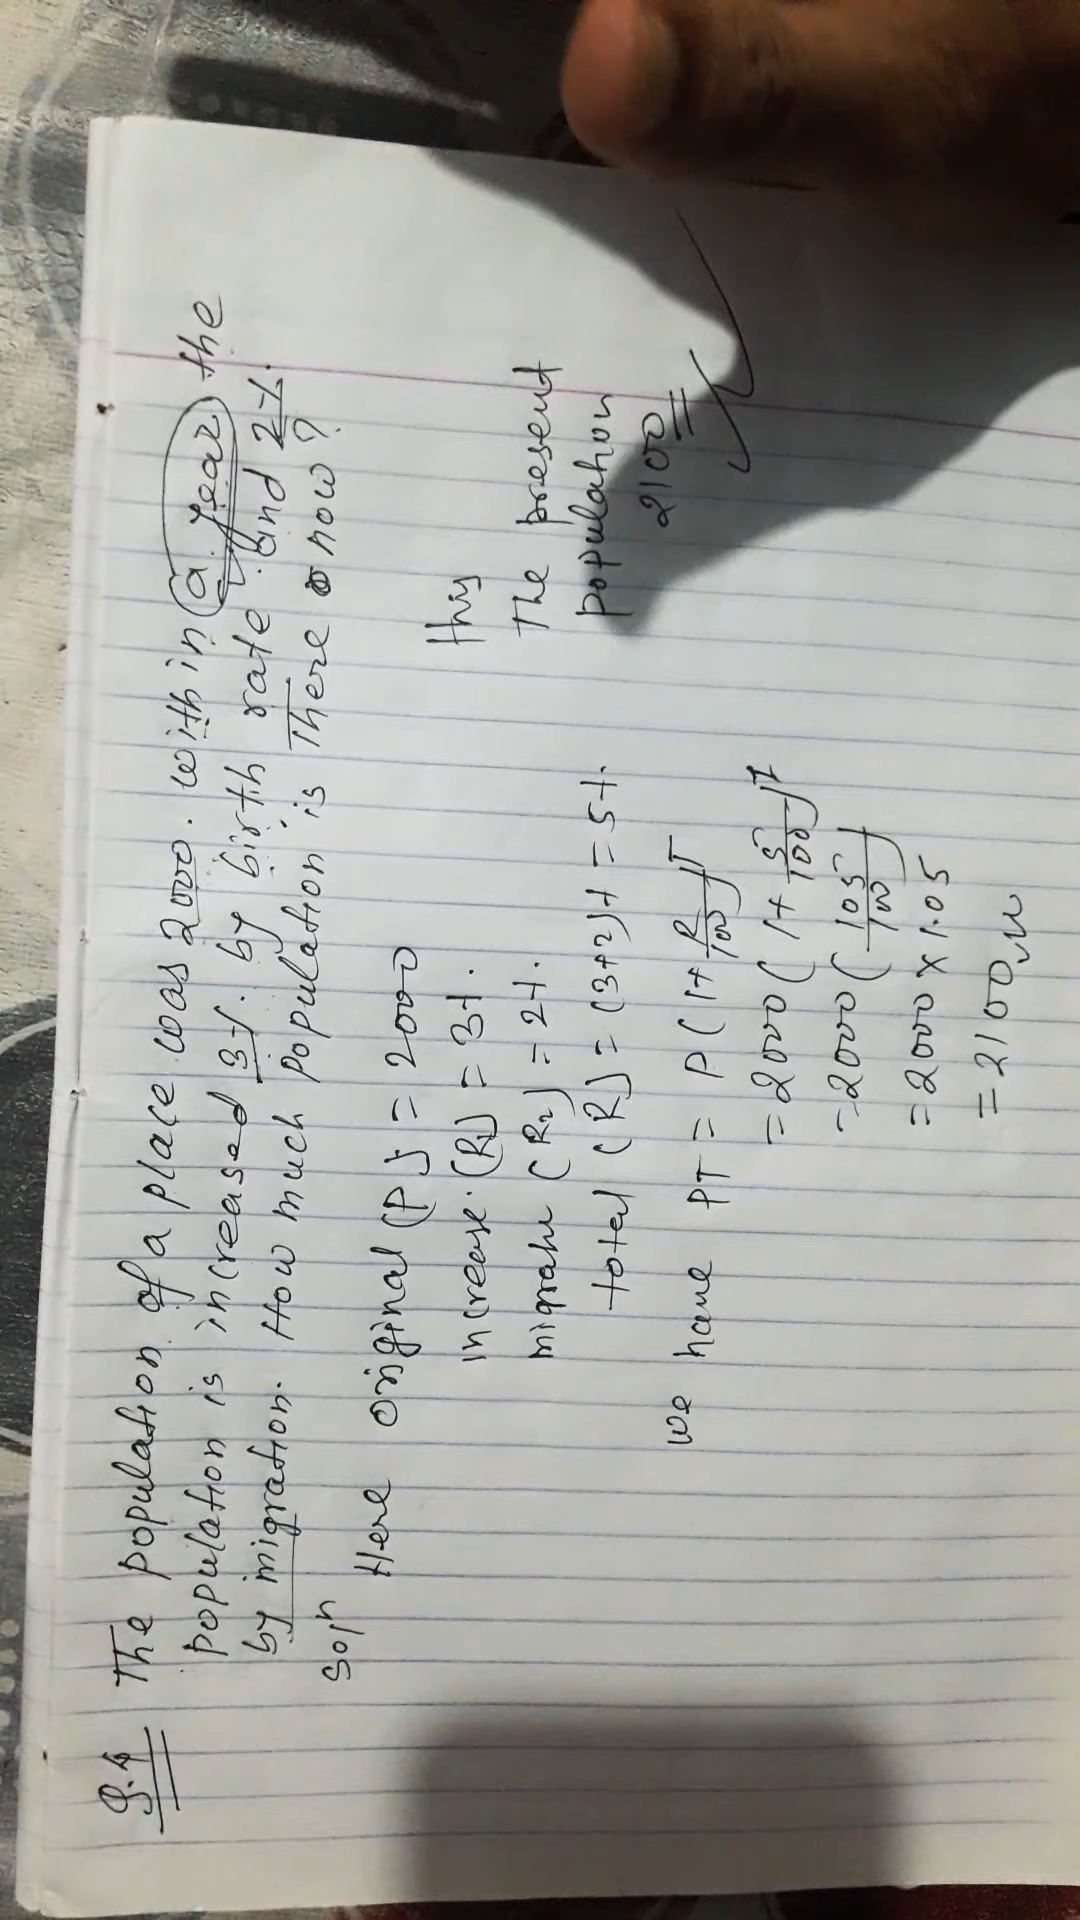 Q.4 The population of a place was 2000. within a year the
population is increased 3%. by birth rate and 2%.
by migration. How much population is There now?
Soln
Here original (P) = 2000
increase (R1) = 3%.
migrate (R2) = 2%.
total (R) = (3+2)% = 5%.
we have PT = P(1+R/100)^T
= 2000(1+5/100)^1
= 2000(105/100)
= 2000×1.05
= 2100
this
The present
population
2100